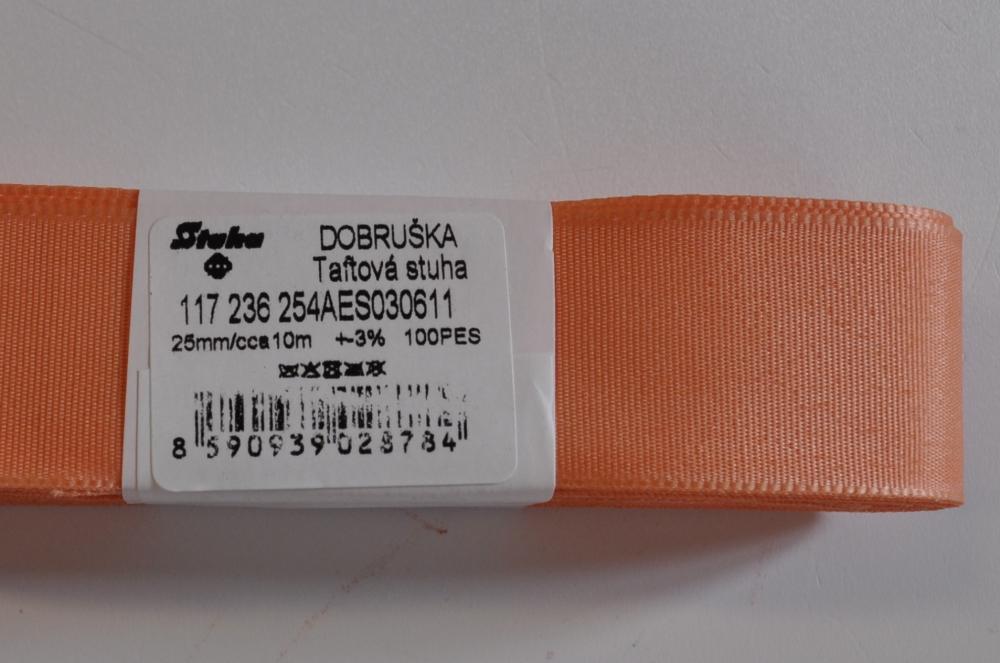 Stuha
DOBRUŠKA
Taftová stuha
117 236 254AES030611
25mm/cca10m +-3% 100PES
8 590939 028784